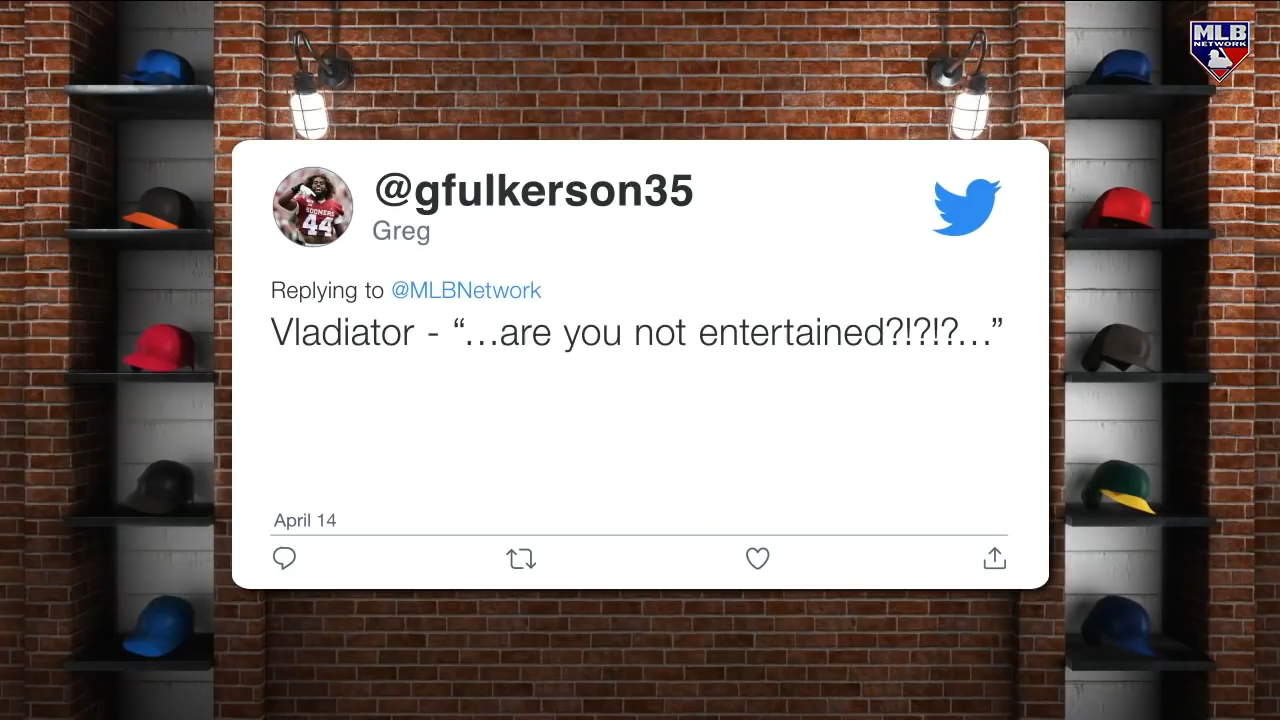 MLB
NETWORK
@gfulkerson35
SOONERS
44
Greg
Replying to @MLBNetwork
Vladiator - “…are you not entertained?!?!?…”
April 14